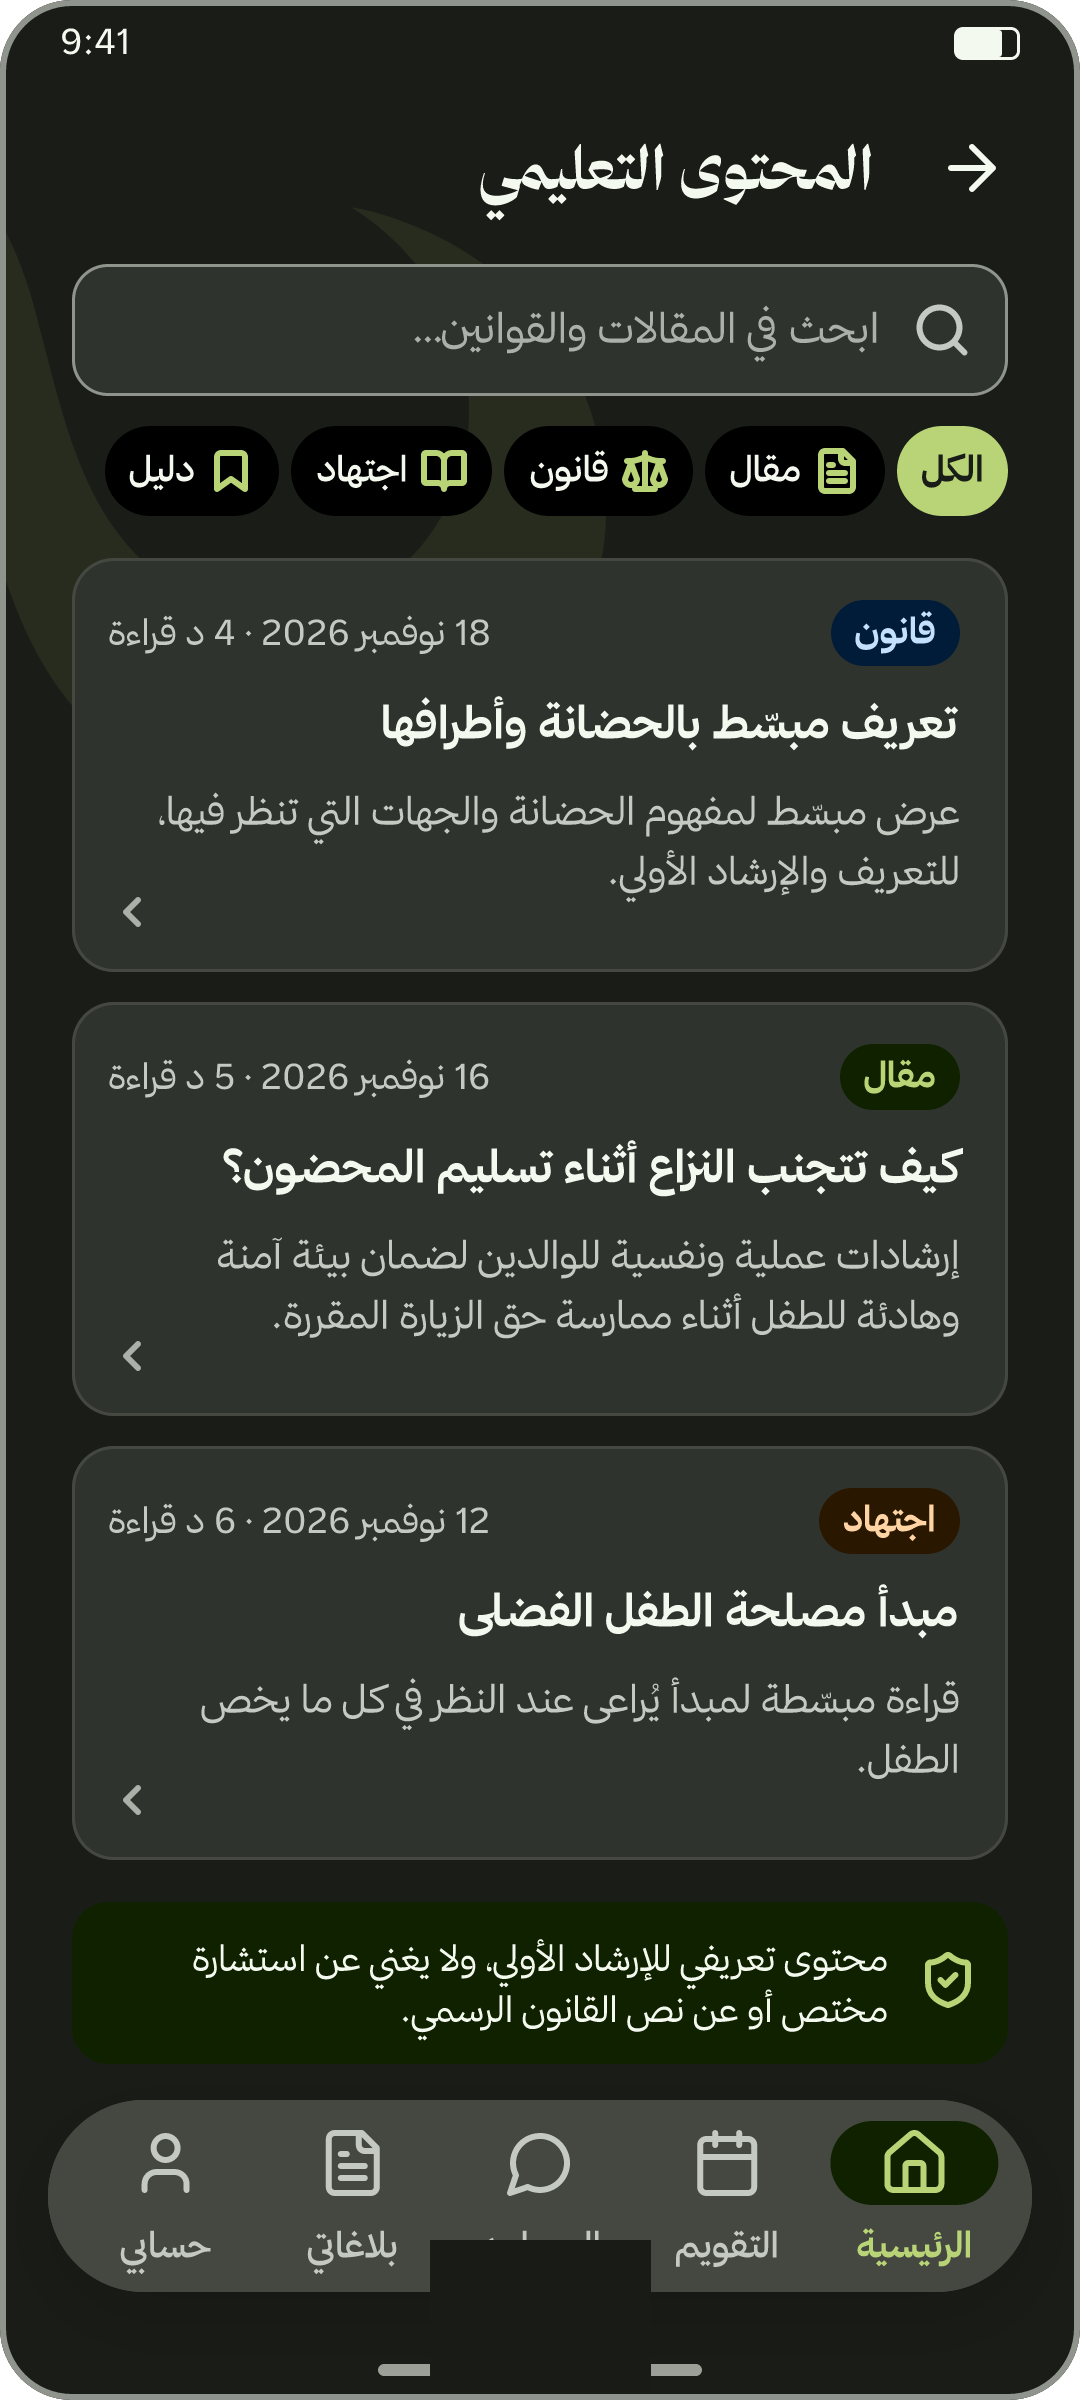 9:41
المحتوى التعليمي
ابحث في المقالات والقوانين...
الكل
مقال
قانون
اجتهاد
دليل
قانون
18 نوفمبر 2026 · 4 د قراءة
تعريف مبسّط بالحضانة وأطرافها
عرض مبسّط لمفهوم الحضانة والجهات التي تنظر فيها،
للتعريف والإرشاد الأولي.
مقال
16 نوفمبر 2026 · 5 د قراءة
كيف تتجنب النزاع أثناء تسليم المحضون؟
إرشادات عملية ونفسية للوالدين لضمان بيئة آمنة
وهادئة للطفل أثناء ممارسة حق الزيارة المقررة.
اجتهاد
12 نوفمبر 2026 · 6 د قراءة
مبدأ مصلحة الطفل الفضلى
قراءة مبسّطة لمبدأ يُراعى عند النظر في كل ما يخص
الطفل.
محتوى تعريفي للإرشاد الأولي، ولا يغني عن استشارة
مختص أو عن نص القانون الرسمي.
الرئيسية
التقويم
بلاغاتي
حسابي